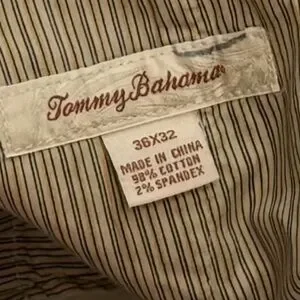 Tommy Bahama
36X32
MADE IN CHINA
98% COTTON
2% SPANDEX